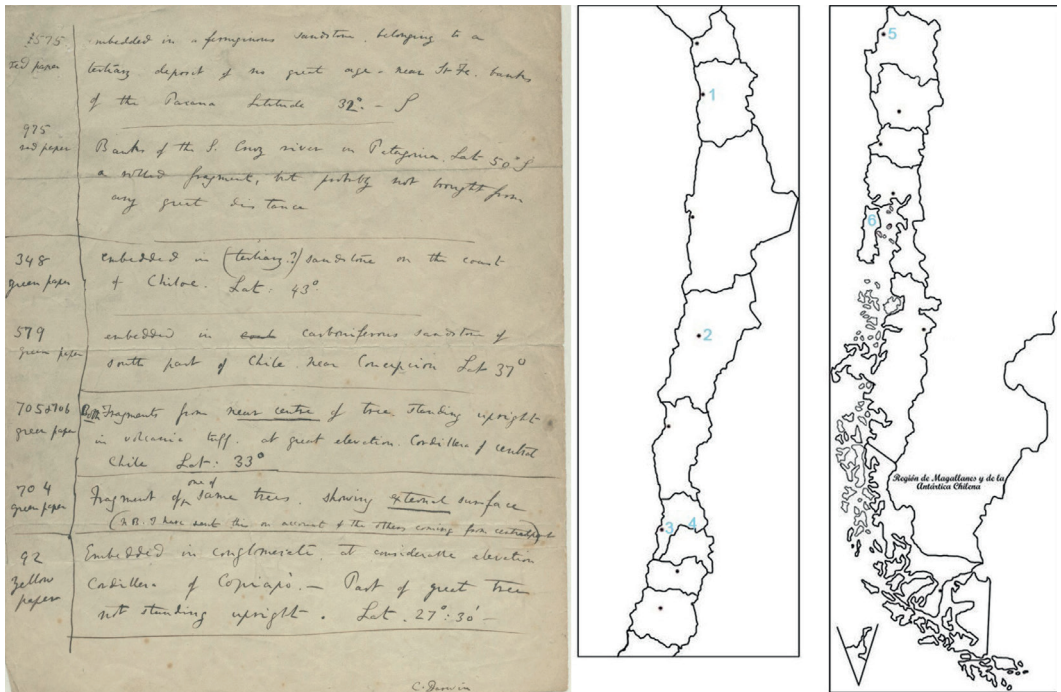 1575
red paper
embedded in a ferruginous sandstone, belonging to a
tertiary deposit of no great age - near St Fe. banks
of the Parana Latitude 32°. - S
975
red paper
Banks of the S. Cruz river in Patagonia. Lat 50° S
a rolled fragment, but probably not brought from
any great distance
348
green paper
embedded in (tertiary?) sandstone on the coast
of Chiloe. Lat: 43°
579
green paper
embedded in carboniferous sandstone of
south part of Chile. Near Concepcion Lat 37°
705 & 706
green paper
Fragments from near centre of tree, standing upright
in volcanic tuff. at great elevation. Cordillera of central
Chile Lat: 33°
704
green paper
Fragment of one of same trees. showing external surface
(N.B. I have sent this on account of the others coming from central
92
yellow paper
Embedded in conglomerate, at considerable elevation
Cordillera of Copiapò. - Part of great trees
not standing upright. Lat. 27°: 30' -
C. Darwin
1
2
3
4
5
6
Región de Magallanes y de la
Antártica Chilena